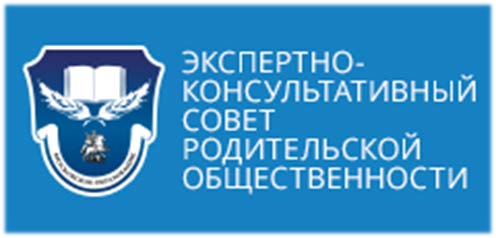 ЭКСПЕРТНО-
КОНСУЛЬТАТИВНЫЙ
СОВЕТ
РОДИТЕЛЬСКОЙ
ОБЩЕСТВЕННОСТИ